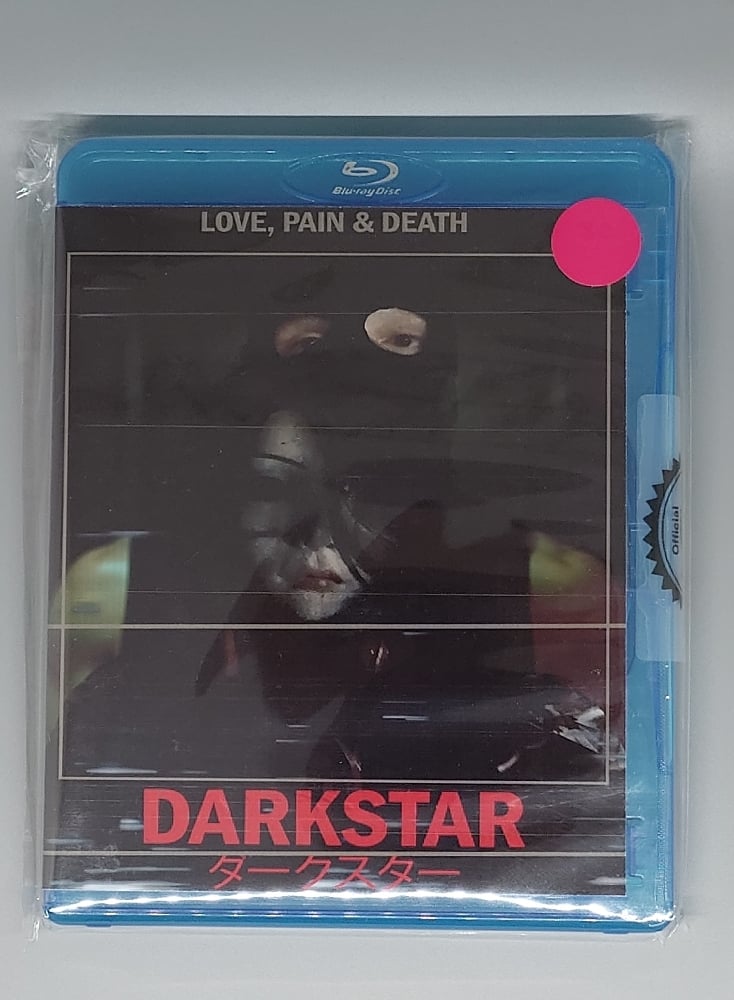 Blu-ray Disc
LOVE, PAIN & DEATH
Official
DARKSTAR
ダークスター